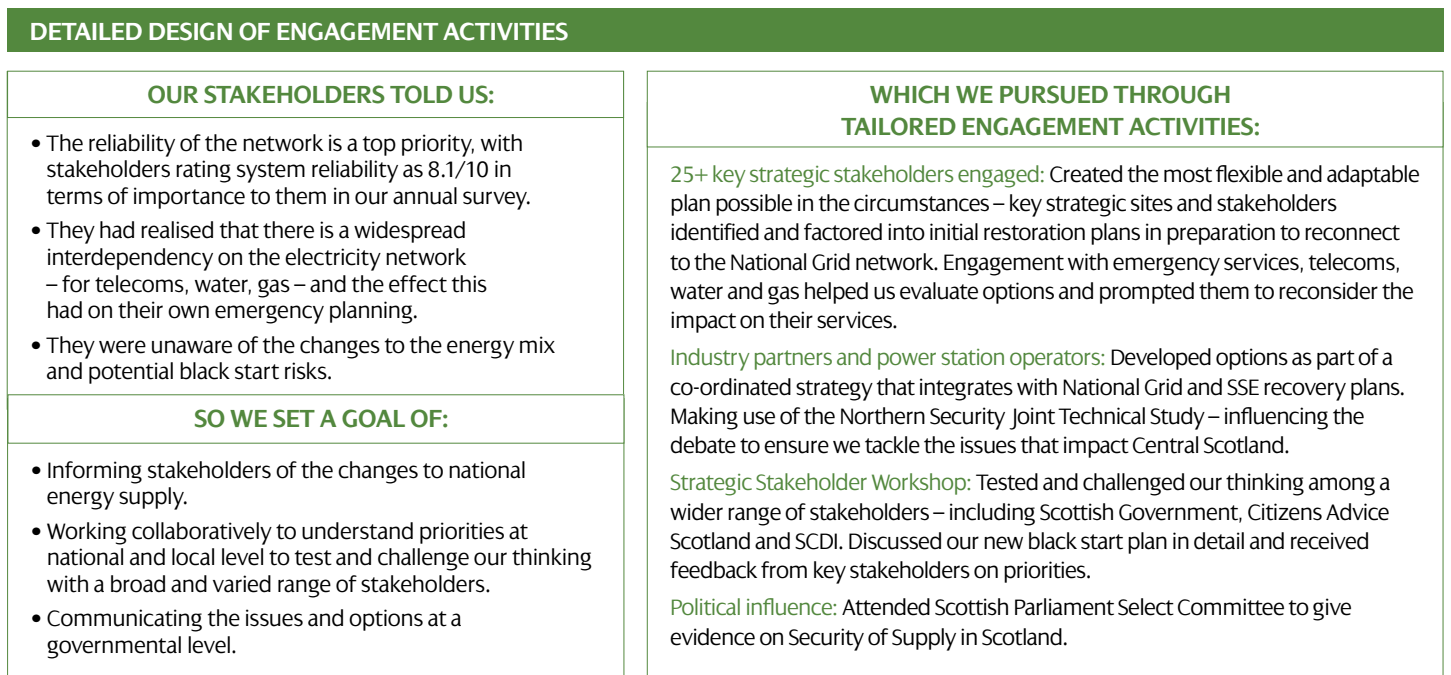 DETAILED DESIGN OF ENGAGEMENT ACTIVITIES
OUR STAKEHOLDERS TOLD US:
• The reliability of the network is a top priority, with
stakeholders rating system reliability as 8.1/10 in
terms of importance to them in our annual survey.
• They had realised that there is a widespread
interdependency on the electricity network
– for telecoms, water, gas – and the effect this
had on their own emergency planning.
• They were unaware of the changes to the energy mix
and potential black start risks.
SO WE SET A GOAL OF:
• Informing stakeholders of the changes to national
energy supply.
• Working collaboratively to understand priorities at
national and local level to test and challenge our thinking
with a broad and varied range of stakeholders.
• Communicating the issues and options at a
governmental level.
WHICH WE PURSUED THROUGH
TAILORED ENGAGEMENT ACTIVITIES:
25+ key strategic stakeholders engaged: Created the most flexible and adaptable
plan possible in the circumstances – key strategic sites and stakeholders
identified and factored into initial restoration plans in preparation to reconnect
to the National Grid network. Engagement with emergency services, telecoms,
water and gas helped us evaluate options and prompted them to reconsider the
impact on their services.
Industry partners and power station operators: Developed options as part of a
co-ordinated strategy that integrates with National Grid and SSE recovery plans.
Making use of the Northern Security Joint Technical Study – influencing the
debate to ensure we tackle the issues that impact Central Scotland.
Strategic Stakeholder Workshop: Tested and challenged our thinking among a
wider range of stakeholders – including Scottish Government, Citizens Advice
Scotland and SCDI. Discussed our new black start plan in detail and received
feedback from key stakeholders on priorities.
Political influence: Attended Scottish Parliament Select Committee to give
evidence on Security of Supply in Scotland.